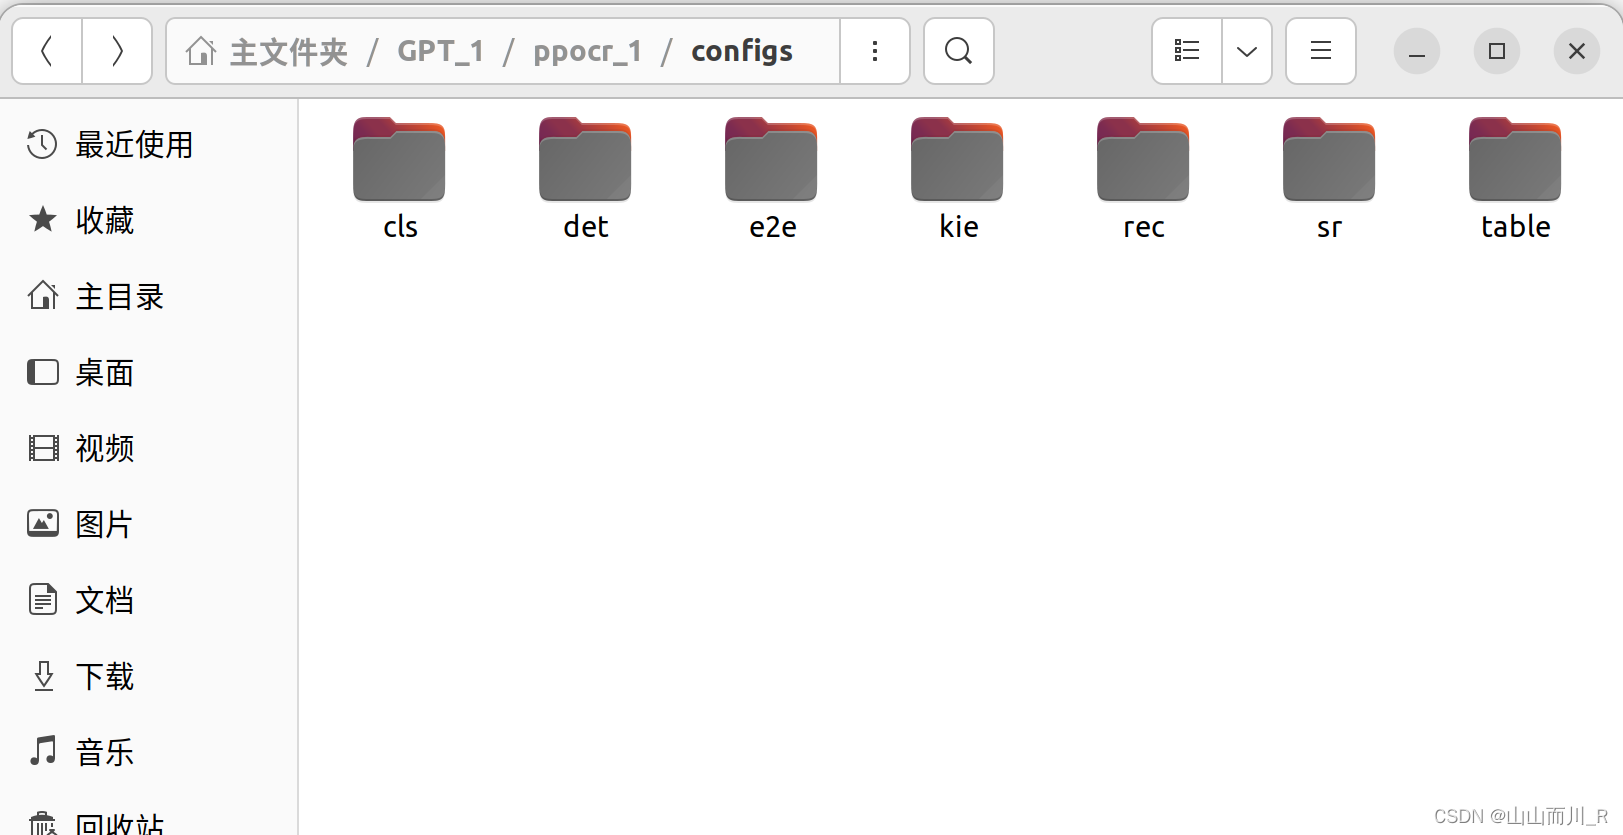 主文件夹 / GPT_1 / ppocr_1 / configs
最近使用
收藏
主目录
桌面
视频
图片
文档
下载
音乐
回收站
cls det e2e kie rec sr table
CSDN @山山而川_R